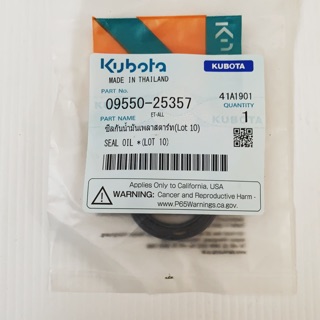 Kubota
KUBOTA
MADE IN THAILAND
PART No.
09550-25357
41A1901
QUANTITY
PART NAME
ET-ALL
1
ซีลกันน้ำมันเพลาสตาร์ท(Lot 10)
SEAL OIL *(LOT 10)
Applies Only to California, USA
WARNING: Cancer and Reproductive Harm -
www.P65Warnings.ca.gov.